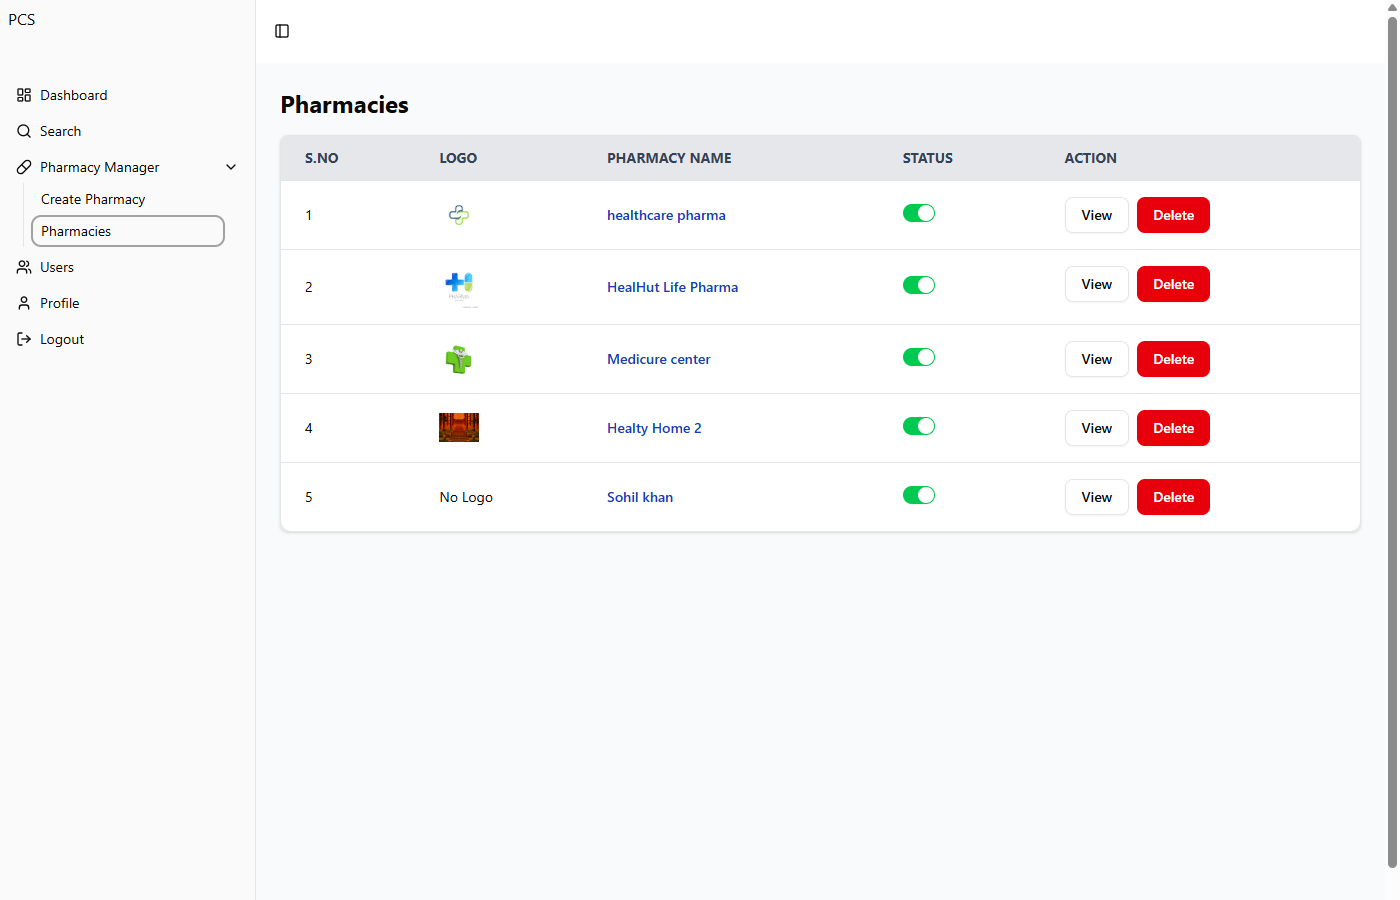 PCS
Dashboard
Search
Pharmacy Manager
Create Pharmacy
Pharmacies
Users
Profile
Logout
Pharmacies
S.NO LOGO PHARMACY NAME STATUS ACTION
1 healthcare pharma View Delete
2 HealHut Life Pharma View Delete
PHARMA
3 Medicure center View Delete
4 Healty Home 2 View Delete
5 No Logo Sohil khan View Delete